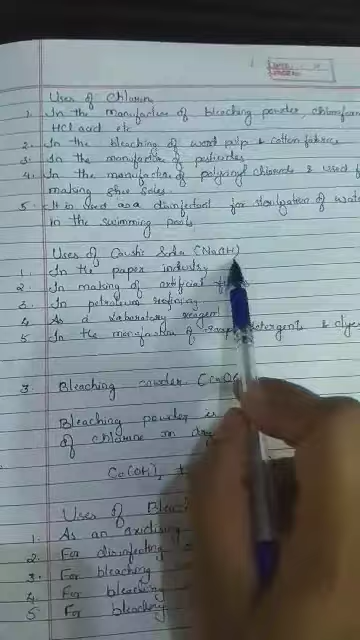 Uses of Chlorine
1. In the manufacture of bleaching powder, chloroform
HCl acid etc
2. In the bleaching of wood pulp & cotton fabrics
3. In the manufacture of pesticides
4. In the manufacture of polyvinyl chloride & used
making shoe soles.
5. It is used as a disinfectant for sterilization of
in the swimming pools
Uses of Caustic Soda (NaOH)
1. In the paper industry
2. In making of artificial
3. In petroleum refining
4. As a laboratory reagent
5. In the manufacture of detergents &
3. Bleaching powder
Bleaching powder is
of chlorine on dry
Ca(OH)2 +
Uses of
1. As an oxidising
2. For disinfecting
3. For bleaching
4. For bleaching
5. For bleaching